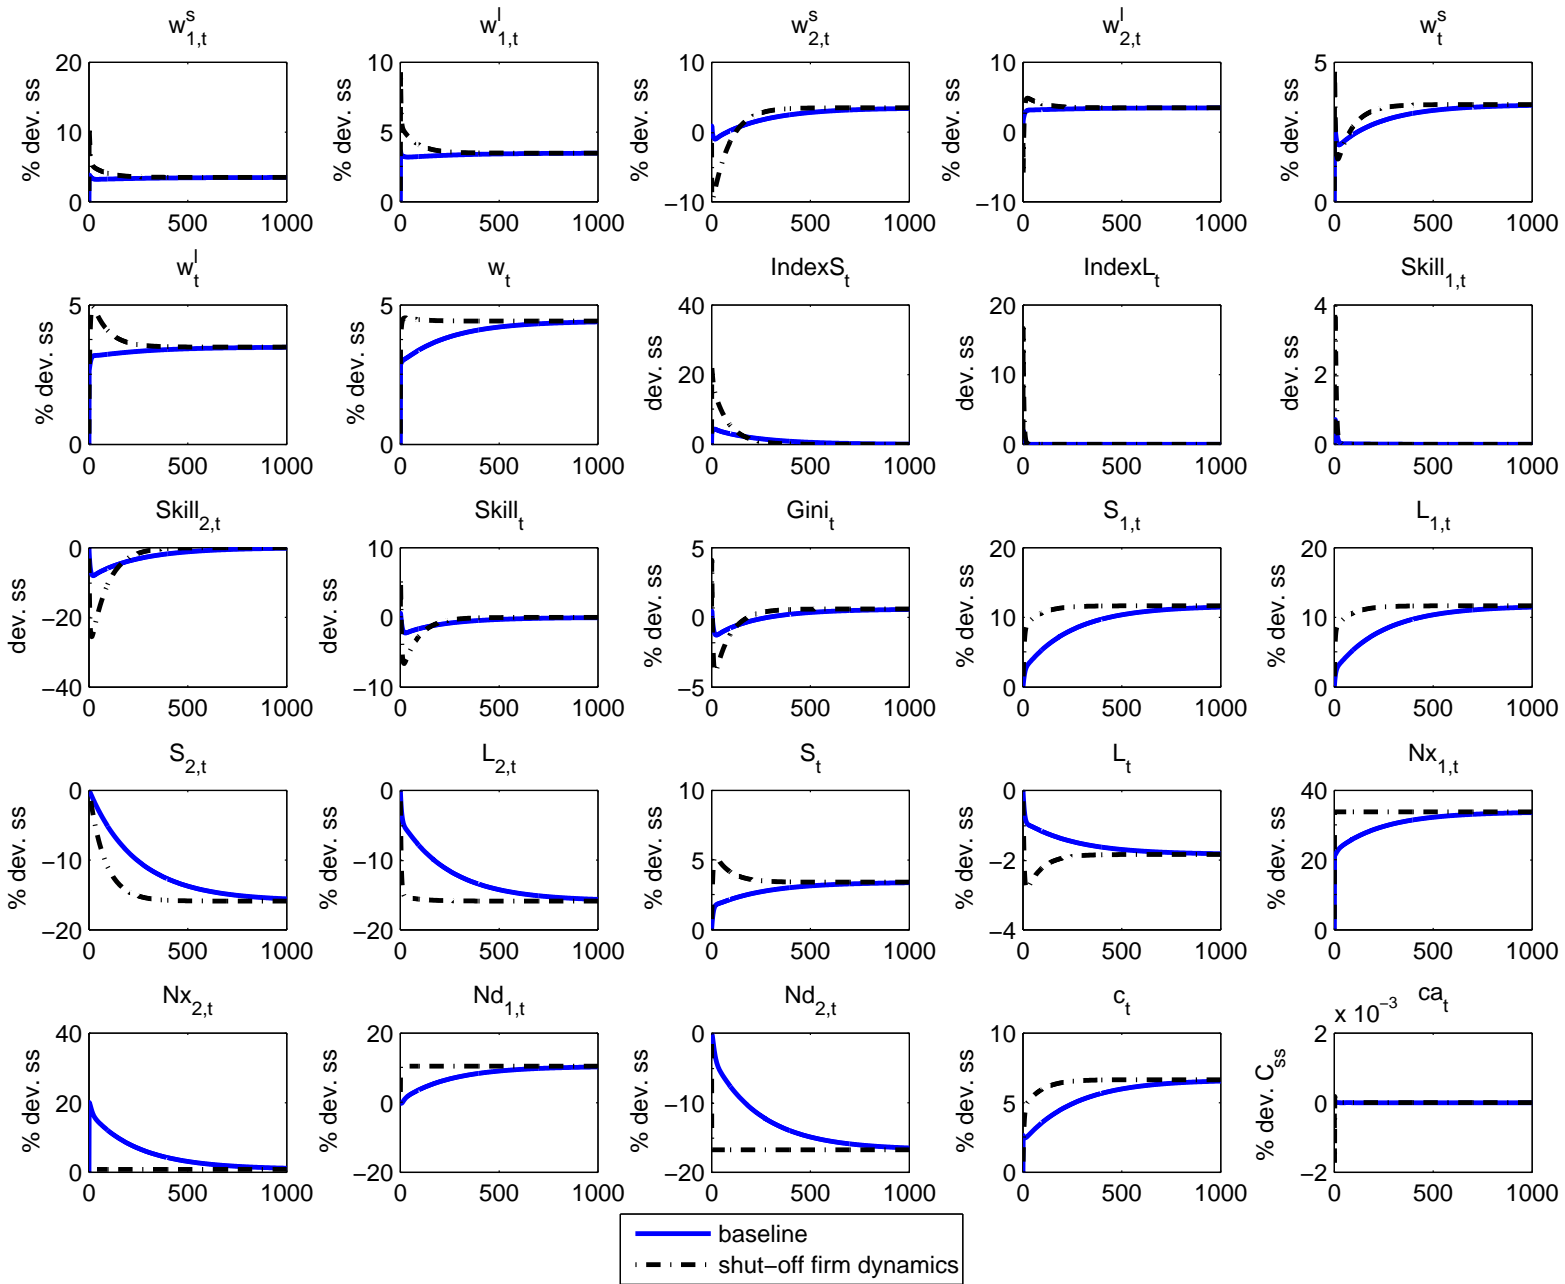 w^s_{1,t} w^l_{1,t} w^s_{2,t} w^l_{2,t} w^s_t
% dev. ss % dev. ss % dev. ss % dev. ss % dev. ss
20 10 10 10 5
10 5 0 0
0 0 −10 −10 0
0 500 1000 0 500 1000 0 500 1000 0 500 1000 0 500 1000
w^l_t w_t IndexS_t IndexL_t Skill_{1,t}
% dev. ss % dev. ss dev. ss dev. ss dev. ss
5 5 40 20 4
20 10 2
0 0 0 0 0
0 500 1000 0 500 1000 0 500 1000 0 500 1000 0 500 1000
Skill_{2,t} Skill_t Gini_t S_{1,t} L_{1,t}
dev. ss dev. ss % dev. ss % dev. ss % dev. ss
0 10 5 20 20
−20 0 0 10 10
−40 −10 −5 0 0
0 500 1000 0 500 1000 0 500 1000 0 500 1000 0 500 1000
S_{2,t} L_{2,t} S_t L_t Nx_{1,t}
% dev. ss % dev. ss % dev. ss % dev. ss % dev. ss
0 0 10 0 40
−10 −10 5 −2 20
−20 −20 0 −4 0
0 500 1000 0 500 1000 0 500 1000 0 500 1000 0 500 1000
Nx_{2,t} Nd_{1,t} Nd_{2,t} c_t ca_t
x 10^{−3}
% dev. ss % dev. ss % dev. ss % dev. ss % dev. C_{ss}
40 20 0 10 2
20 0 −10 5 0
0 −20 −20 0 −2
0 500 1000 0 500 1000 0 500 1000 0 500 1000 0 500 1000
baseline
shut−off firm dynamics